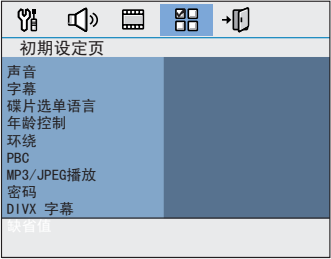 初期设定页
声音
字幕
碟片选单语言
年龄控制
环绕
PBC
MP3/JPEG播放
密码
DIVX 字幕
缺省值